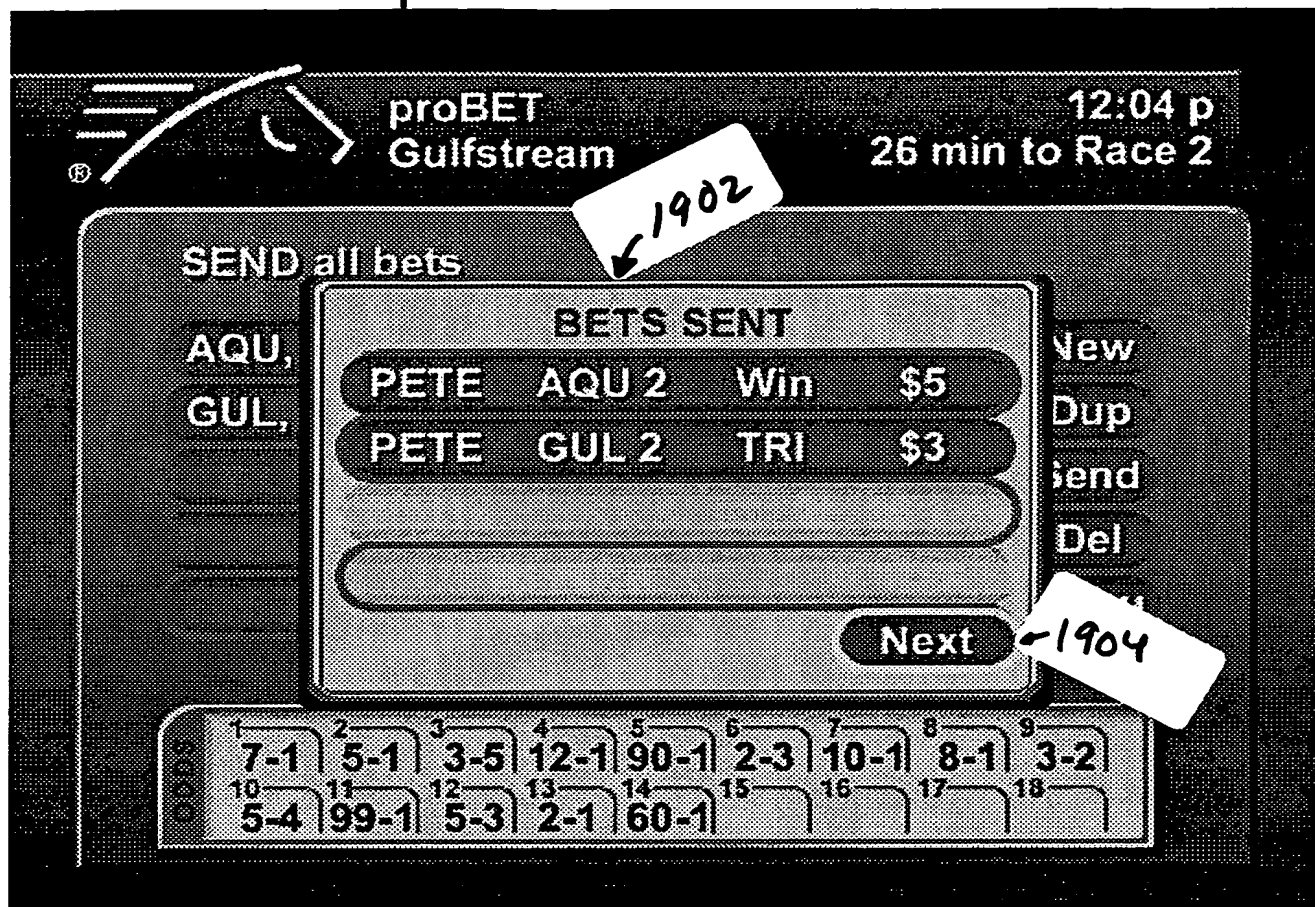 proBET 12:04 p
Gulfstream 26 min to Race 2
®
1902
SEND all bets
BETS SENT
AQU, New
PETE AQU 2 Win $5
GUL, Dup
PETE GUL 2 TRI $3
Send
Del
Next 1904
1 2 3 4 5 6 7 8 9
7-1 5-1 3-5 12-1 90-1 2-3 10-1 8-1 3-2
ODDS
10 11 12 13 14 15 16 17 18
5-4 99-1 5-3 2-1 60-1